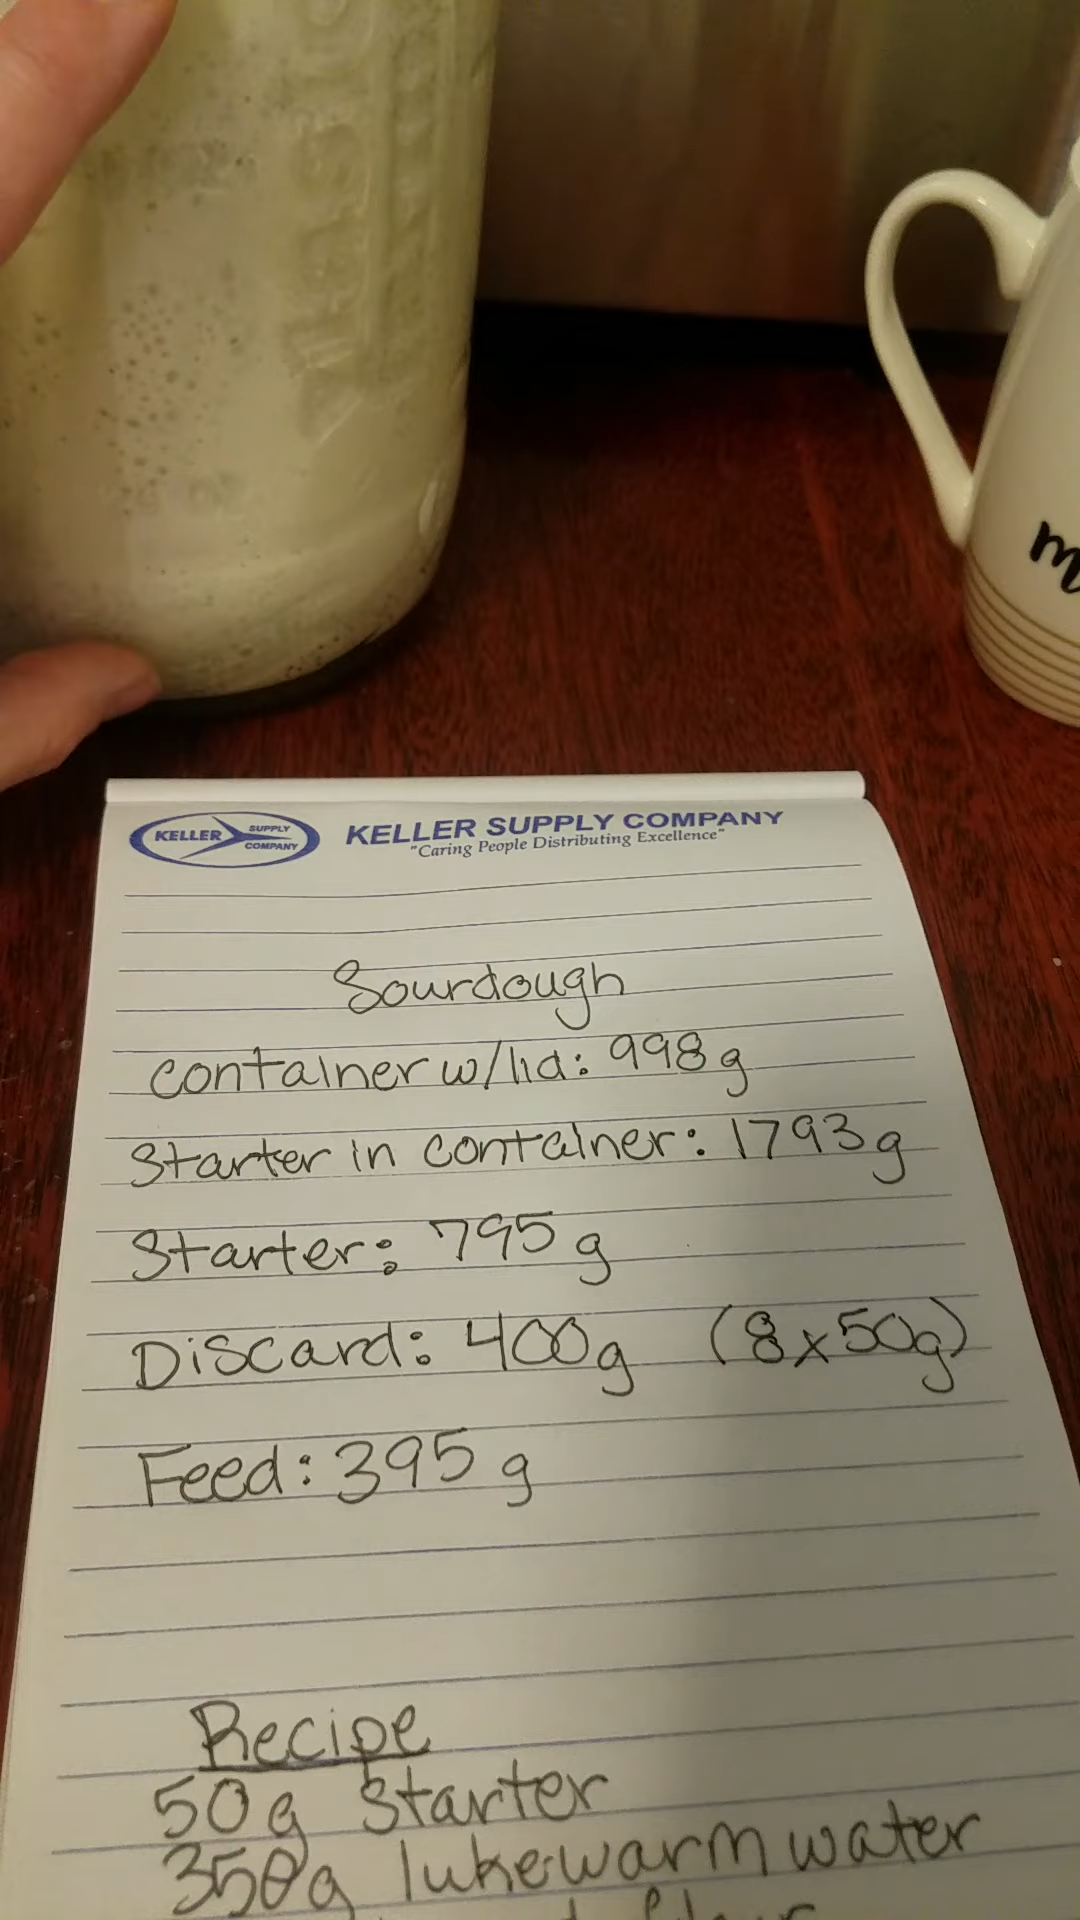 KELLER SUPPLY COMPANY
KELLER SUPPLY COMPANY
"Caring People Distributing Excellence"
Sourdough
container w/lid: 998g
Starter in container: 1793g
Starter: 795g
Discard: 400g (8x50g)
Feed: 395g
Recipe
50g starter
350g lukewarm water